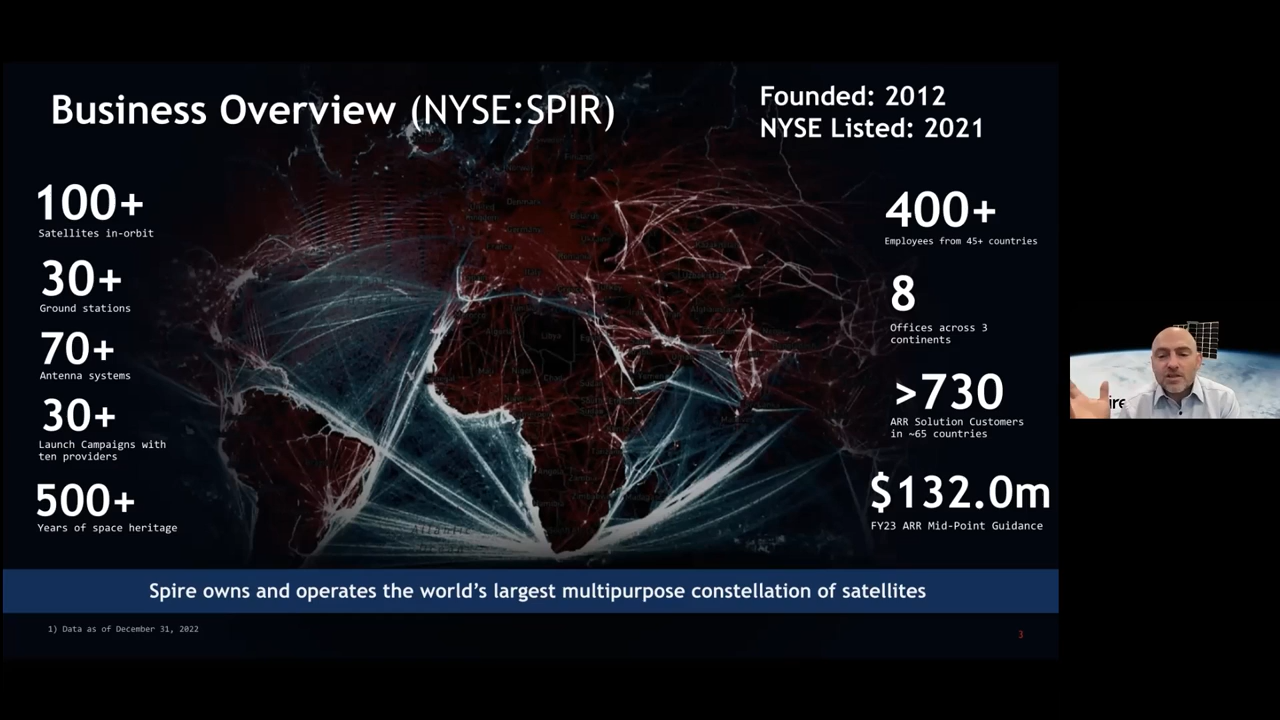 Business Overview (NYSE:SPIR)
Founded: 2012
NYSE Listed: 2021
100+
Satellites in-orbit
30+
Ground stations
70+
Antenna systems
30+
Launch Campaigns with
ten providers
500+
Years of space heritage
400+
Employees from 45+ countries
8
Offices across 3
continents
>730
ARR Solution Customers
in ~65 countries
$132.0m
FY23 ARR Mid-Point Guidance
Spire owns and operates the world's largest multipurpose constellation of satellites
1) Data as of December 31, 2022
3